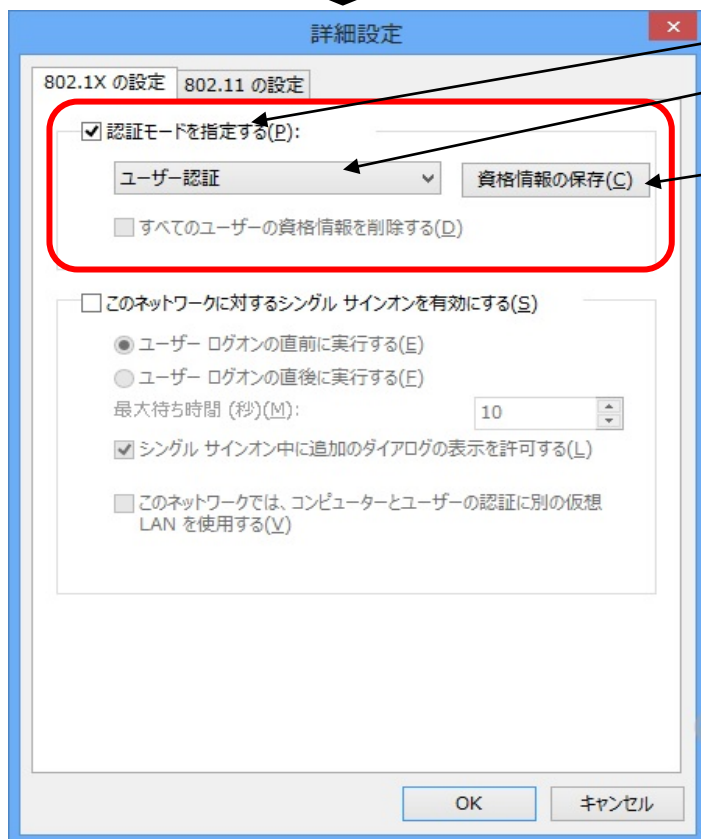 詳細設定
802.1X の設定 802.11 の設定
認証モードを指定する(P):
ユーザー認証 資格情報の保存(C)
すべてのユーザーの資格情報を削除する(D)
このネットワークに対するシングル サインオンを有効にする(S)
ユーザー ログオンの直前に実行する(E)
ユーザー ログオンの直後に実行する(F)
最大待ち時間 (秒)(M): 10
シングル サインオン中に追加のダイアログの表示を許可する(L)
このネットワークでは、コンピューターとユーザーの認証に別の仮想
LAN を使用する(V)
OK キャンセル